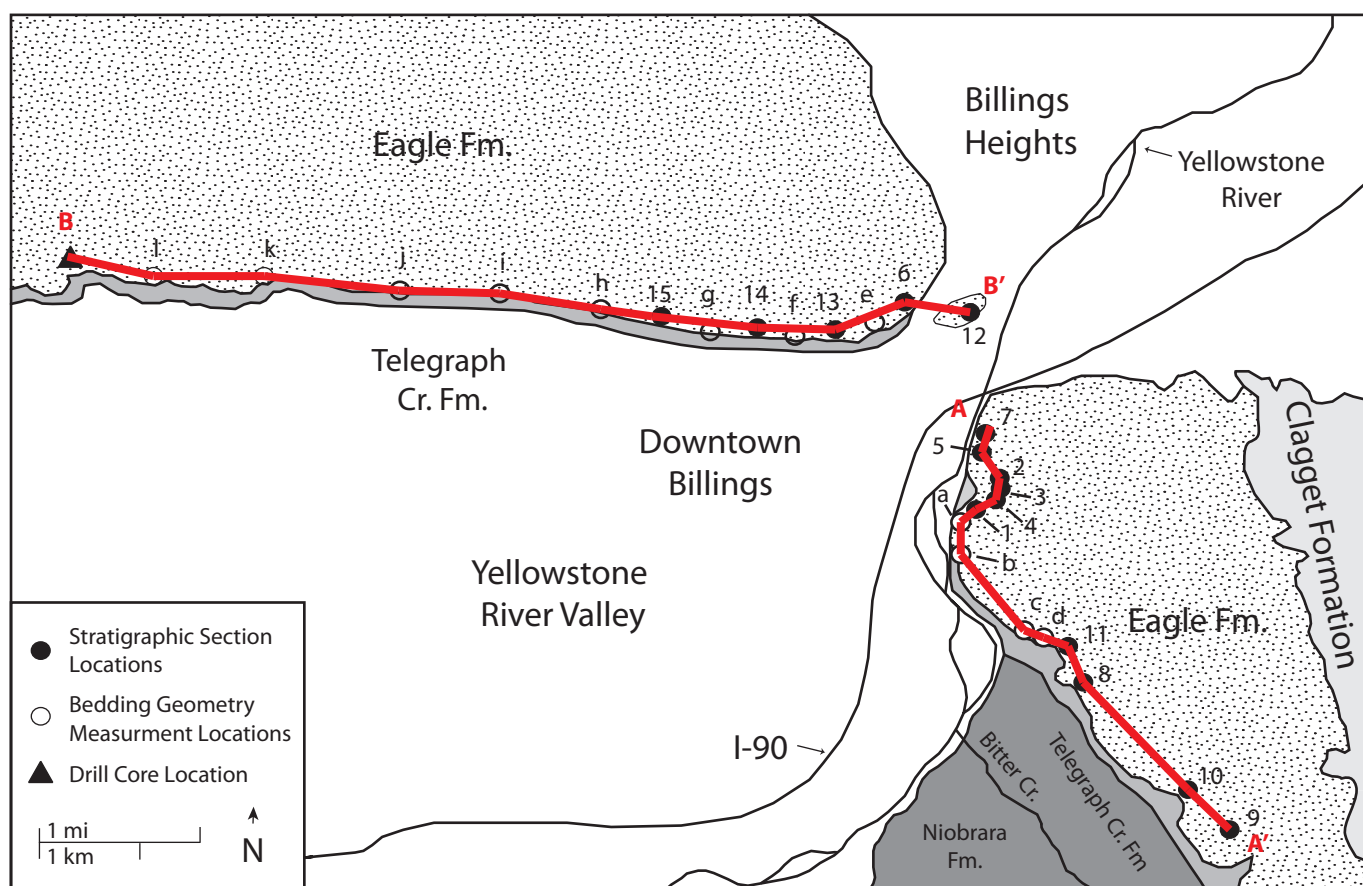 Billings
Heights
Eagle Fm.
Yellowstone
River
B
l
k
j
i
h
15
g
14
f
13
e
6
B’
12
Telegraph
Cr. Fm.
A
7
5
Downtown
Billings
2
3
a
4
1
b
Clagget Formation
Yellowstone
River Valley
c
d
11
Eagle Fm.
8
I-90
Bitter Cr.
Telegraph Cr. Fm
10
9
A’
Niobrara
Fm.
Stratigraphic Section
Locations
Bedding Geometry
Measurment Locations
Drill Core Location
1 mi
1 km
N